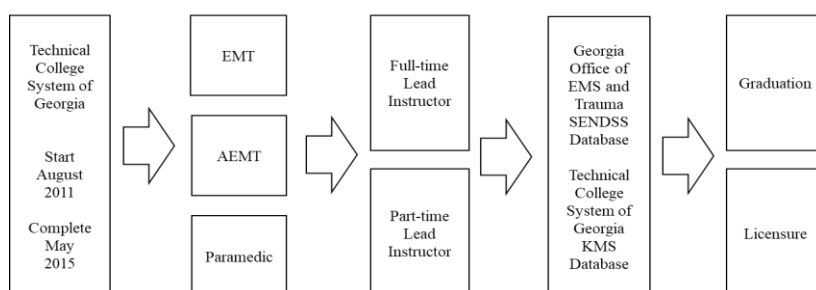 Technical
College
System of
Georgia
Start
August
2011
Complete
May
2015
EMT
AEMT
Paramedic
Full-time
Lead
Instructor
Part-time
Lead
Instructor
Georgia
Office of
EMS and
Trauma
SENDSS
Database
Technical
College
System of
Georgia
KMS
Database
Graduation
Licensure